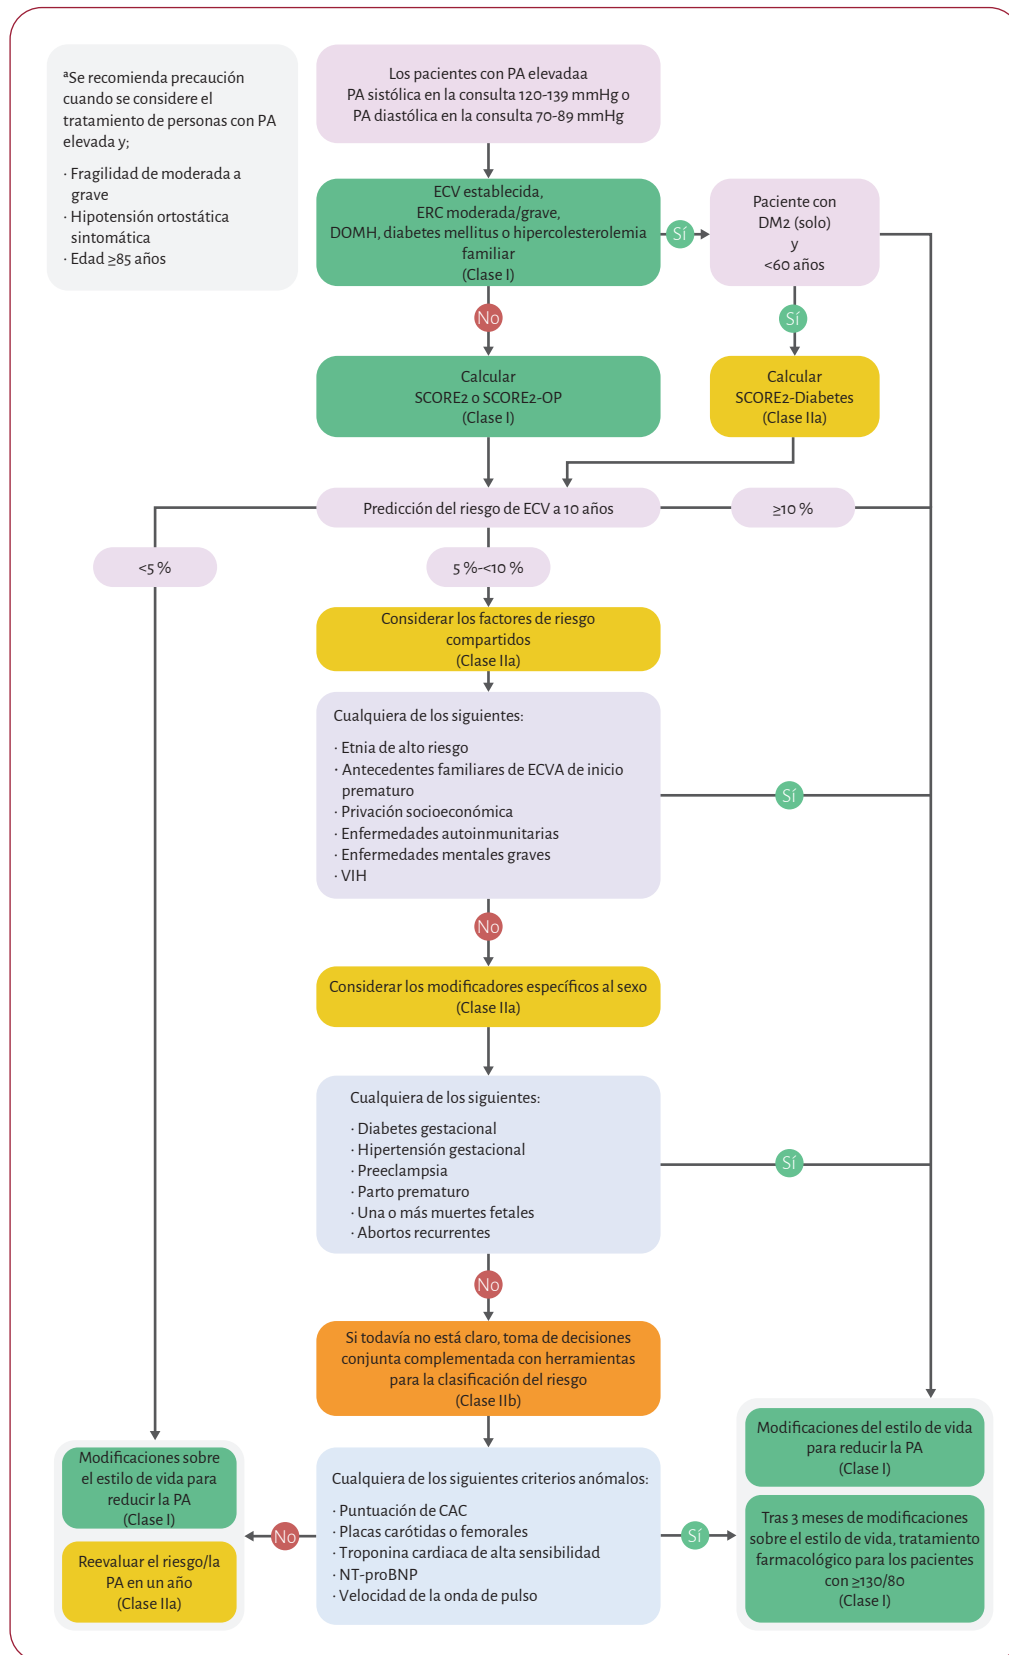 ªSe recomienda precaución
cuando se considere el
tratamiento de personas con PA
elevada y;
· Fragilidad de moderada a
grave
· Hipotensión ortostática
sintomática
· Edad ≥85 años
Los pacientes con PA elevadaa
PA sistólica en la consulta 120-139 mmHg o
PA diastólica en la consulta 70-89 mmHg
ECV establecida,
ERC moderada/grave,
DOMH, diabetes mellitus o hipercolesterolemia
familiar
(Clase I)
Sí
Paciente con
DM2 (solo)
y
<60 años
No
Sí
Calcular
SCORE2 o SCORE2-OP
(Clase I)
Calcular
SCORE2-Diabetes
(Clase IIa)
Predicción del riesgo de ECV a 10 años
≥10 %
<5 %
5 %-<10 %
Considerar los factores de riesgo
compartidos
(Clase IIa)
Cualquiera de los siguientes:
· Etnia de alto riesgo
· Antecedentes familiares de ECVA de inicio
prematuro
· Privación socioeconómica
· Enfermedades autoinmunitarias
· Enfermedades mentales graves
· VIH
Sí
No
Considerar los modificadores específicos al sexo
(Clase IIa)
Cualquiera de los siguientes:
· Diabetes gestacional
· Hipertensión gestacional
· Preeclampsia
· Parto prematuro
· Una o más muertes fetales
· Abortos recurrentes
Sí
No
Si todavía no está claro, toma de decisiones
conjunta complementada con herramientas
para la clasificación del riesgo
(Clase IIb)
Modificaciones sobre
el estilo de vida para
reducir la PA
(Clase I)
Reevaluar el riesgo/la
PA en un año
(Clase IIa)
No
Cualquiera de los siguientes criterios anómalos:
· Puntuación de CAC
· Placas carótidas o femorales
· Troponina cardiaca de alta sensibilidad
· NT-proBNP
· Velocidad de la onda de pulso
Sí
Modificaciones del estilo de vida
para reducir la PA
(Clase I)
Tras 3 meses de modificaciones
sobre el estilo de vida, tratamiento
farmacológico para los pacientes
con ≥130/80
(Clase I)